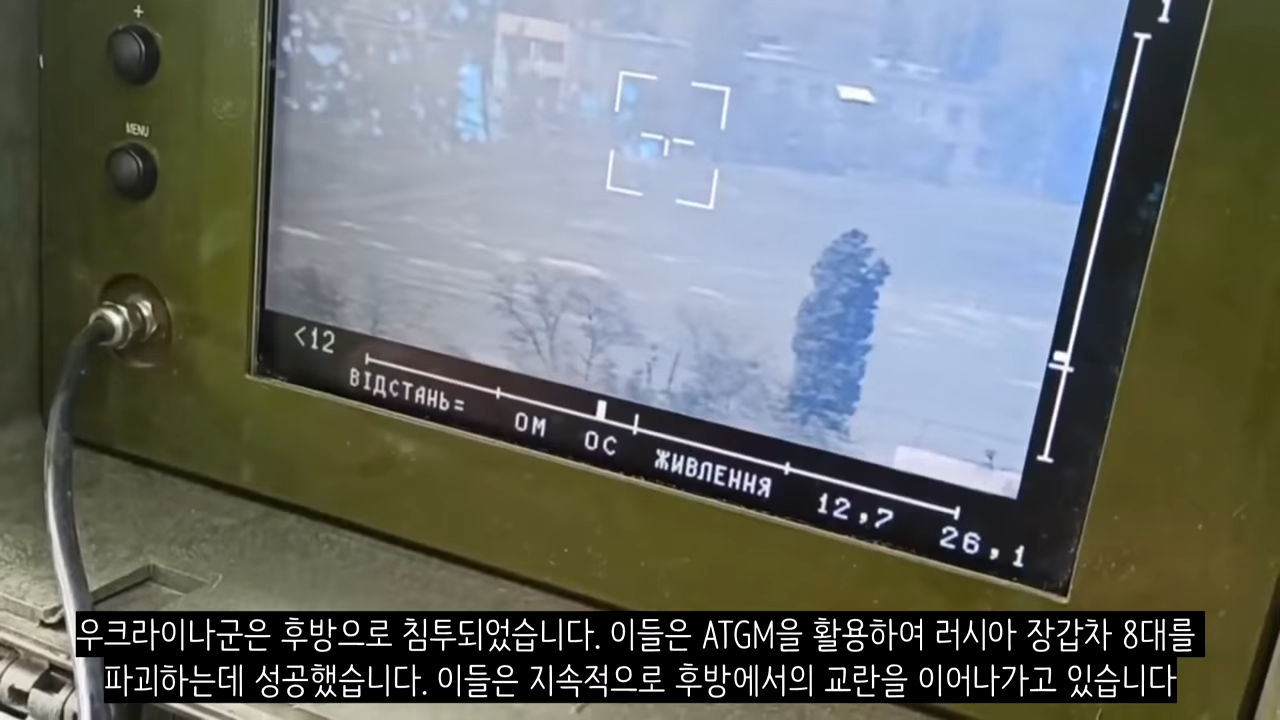 +
1
MENU
<12
ВІДСТАНЬ= 0М 0С ЖИВЛЕННЯ 12,7 26,1
우크라이나군은 후방으로 침투되었습니다. 이들은 ATGM을 활용하여 러시아 장갑차 8대를
파괴하는데 성공했습니다. 이들은 지속적으로 후방에서의 교란을 이어나가고 있습니다